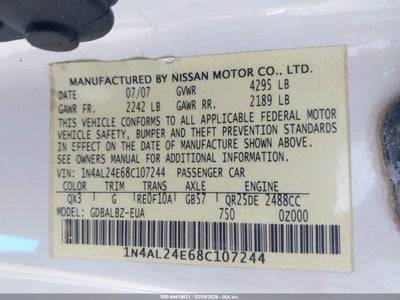 MANUFACTURED BY NISSAN MOTOR CO., LTD.
DATE 07/07 GVWR 4295 LB
GAWR FR. 2242 LB GAWR RR. 2189 LB
THIS VEHICLE CONFORMS TO ALL APPLICABLE FEDERAL MOTOR
VEHICLE SAFETY, BUMPER AND THEFT PREVENTION STANDARDS
IN EFFECT ON THE DATE OF MANUFACTURE SHOWN ABOVE.
SEE OWNERS MANUAL FOR ADDITIONAL INFORMATION
VIN: 1N4AL24E68C107244 PASSENGER CAR
COLOR TRIM TRANS AXLE ENGINE
QX3 G RE0F10A GB57 QR25DE 2488CC
MODEL: GDBALBZ-EUA 750 0Z000
1N4AL24E68C107244